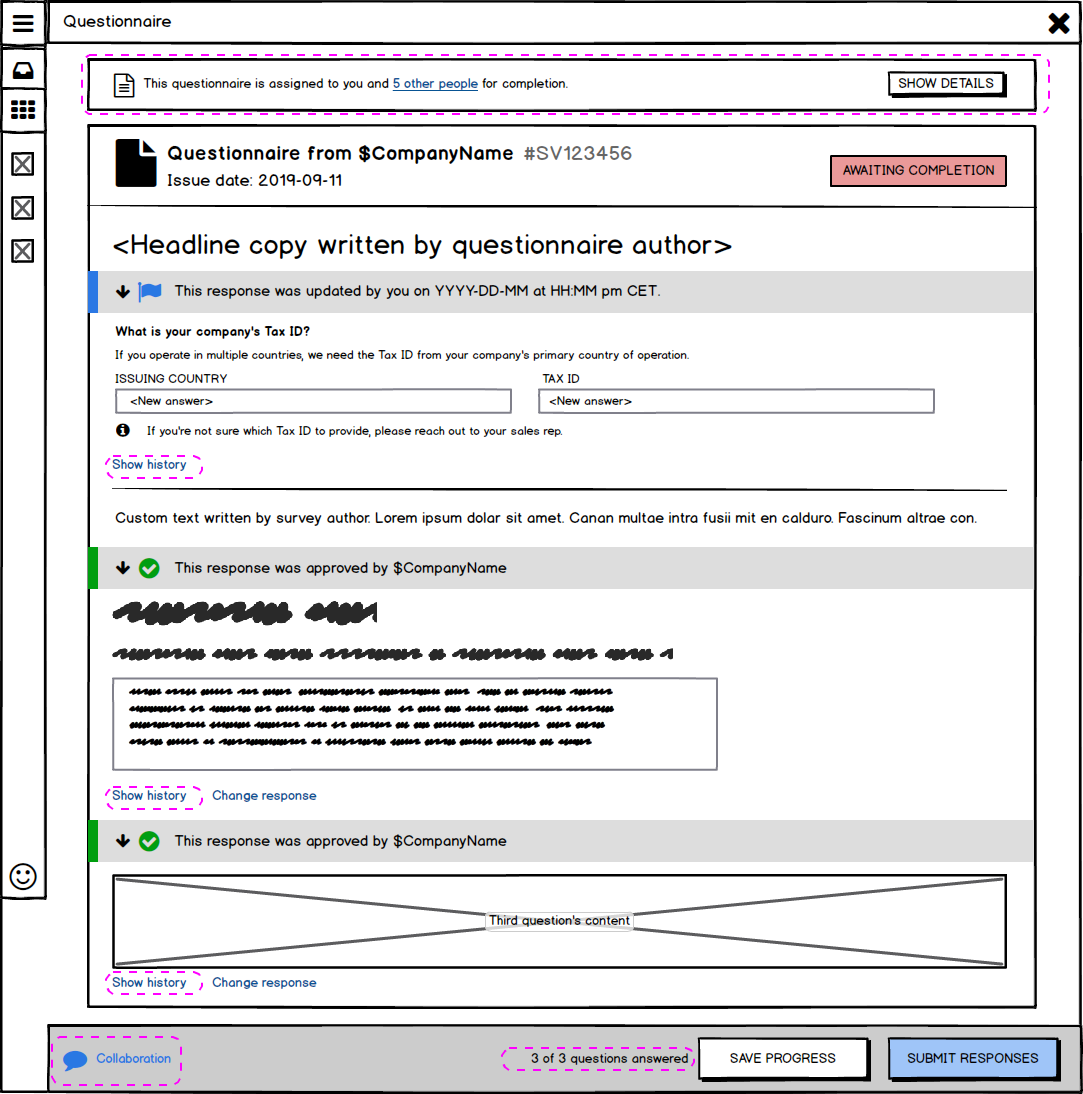 Questionnaire
This questionnaire is assigned to you and 5 other people for completion.
SHOW DETAILS
Questionnaire from $CompanyName #SV123456
Issue date: 2019-09-11
AWAITING COMPLETION
<Headline copy written by questionnaire author>
This response was updated by you on YYYY-DD-MM at HH:MM pm CET.
What is your company's Tax ID?
If you operate in multiple countries, we need the Tax ID from your company's primary country of operation.
ISSUING COUNTRY TAX ID
<New answer> <New answer>
If you're not sure which Tax ID to provide, please reach out to your sales rep.
Show history
Custom text written by survey author. Lorem ipsum dolar sit amet. Canan multae intra fusii mit en calduro. Fascinum altrae con.
This response was approved by $CompanyName
Show history Change response
This response was approved by $CompanyName
Third question's content
Show history Change response
Collaboration 3 of 3 questions answered SAVE PROGRESS SUBMIT RESPONSES